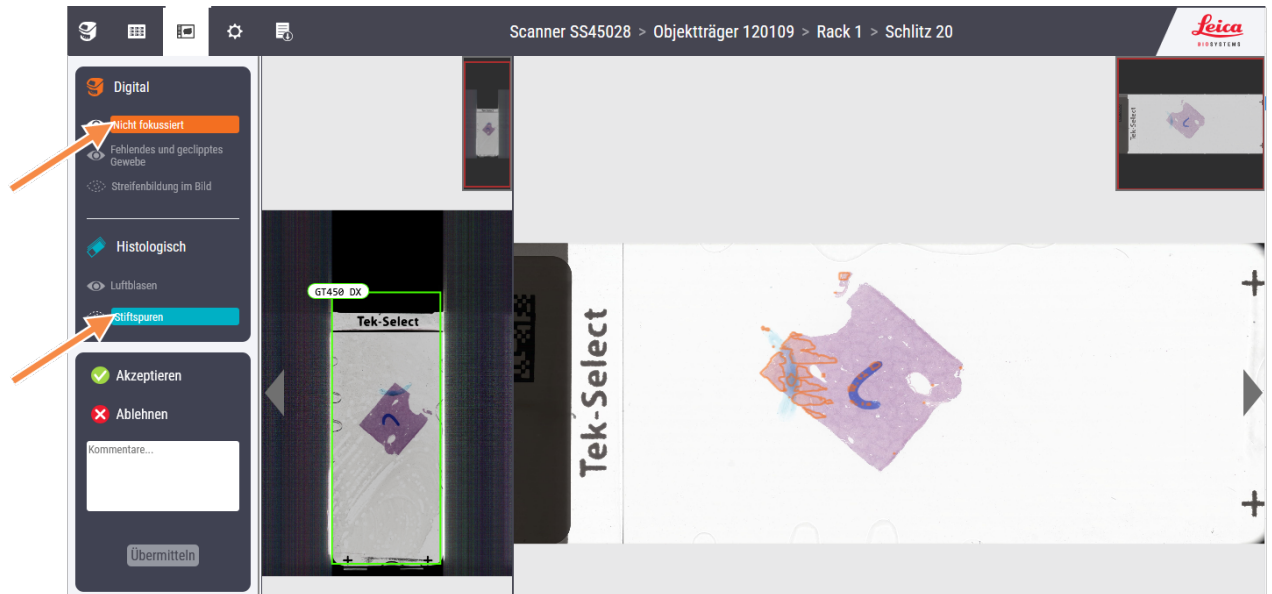 Scanner SS45028 > Objektträger 120109 > Rack 1 > Schlitz 20
Leica
BIOSYSTEMS
Digital
Nicht fokussiert
Fehlendes und geclipptes
Gewebe
Streifenbildung im Bild
Histologisch
Luftblasen
Stiftspuren
Akzeptieren
Ablehnen
Kommentare...
Übermitteln
GT450 DX
Tek-Select
Tek-Select
Tek-Select